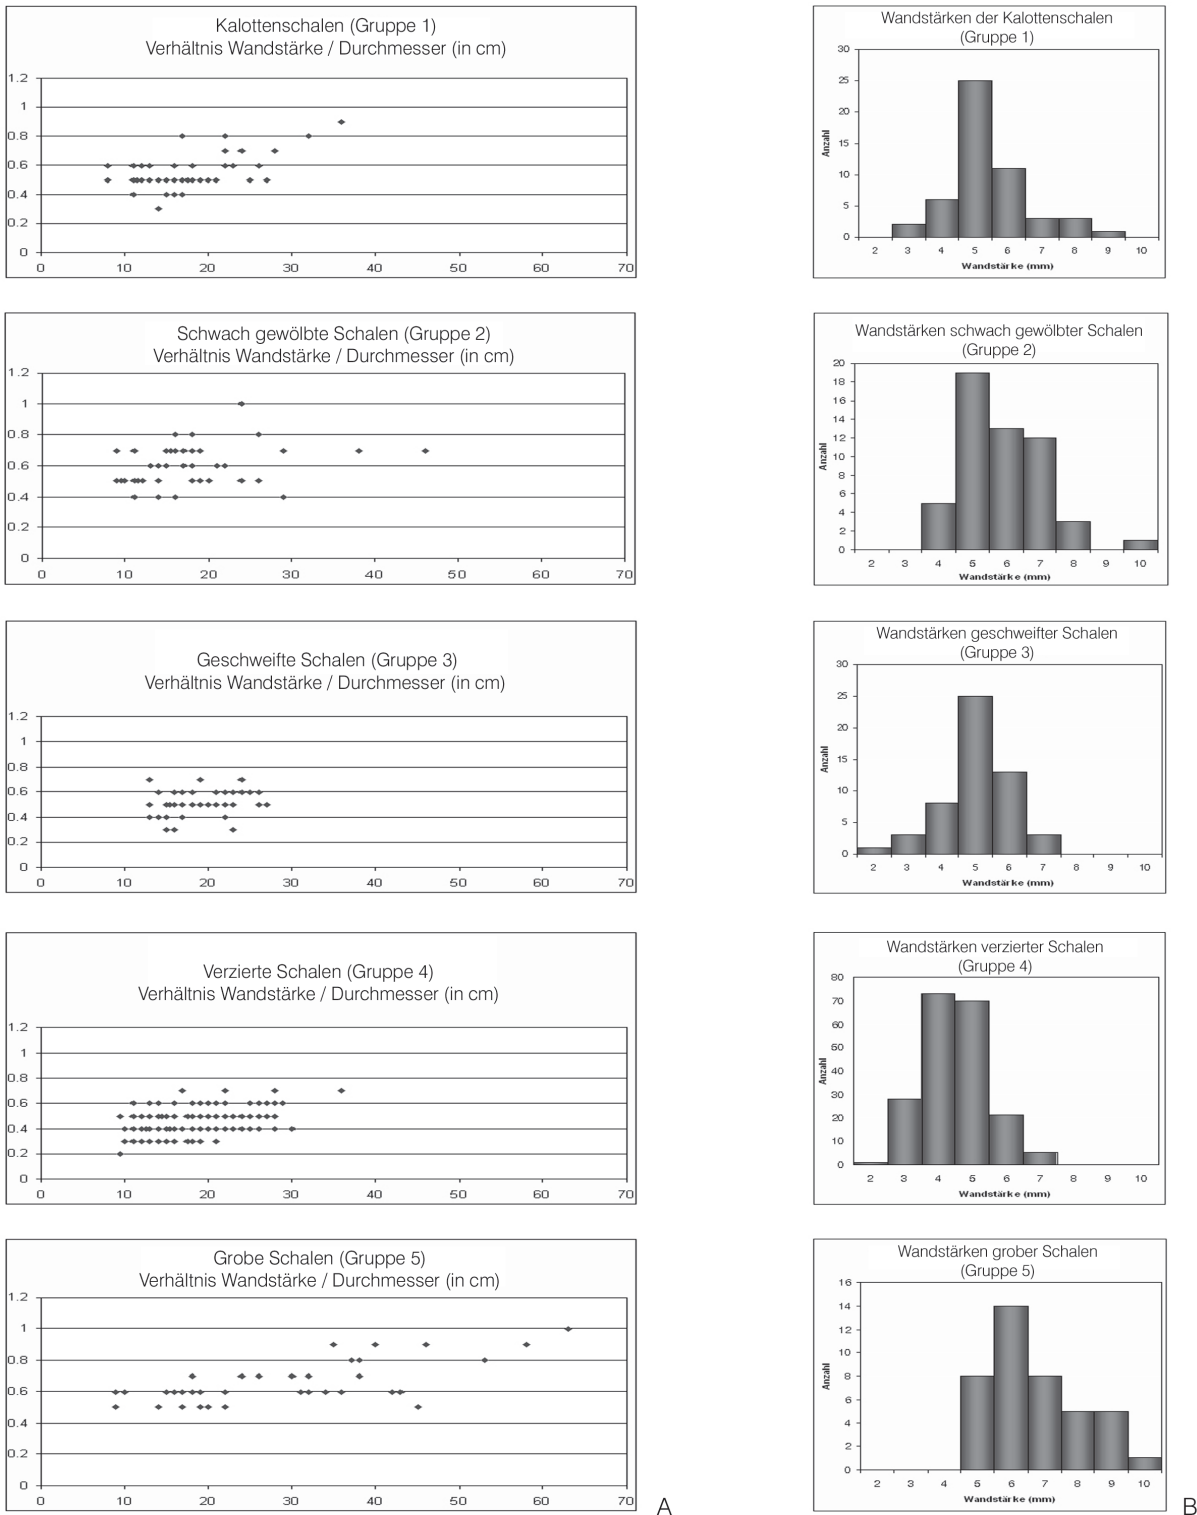 Kalottenschalen (Gruppe 1)
Verhältnis Wandstärke / Durchmesser (in cm)
1.2
1
0.8
0.6
0.4
0.2
0
0 10 20 30 40 50 60 70
Schwach gewölbte Schalen (Gruppe 2)
Verhältnis Wandstärke / Durchmesser (in cm)
1.2
1
0.8
0.6
0.4
0.2
0
0 10 20 30 40 50 60 70
Geschweifte Schalen (Gruppe 3)
Verhältnis Wandstärke / Durchmesser (in cm)
1.2
1
0.8
0.6
0.4
0.2
0
0 10 20 30 40 50 60 70
Verzierte Schalen (Gruppe 4)
Verhältnis Wandstärke / Durchmesser (in cm)
1.2
1
0.8
0.6
0.4
0.2
0
0 10 20 30 40 50 60 70
Grobe Schalen (Gruppe 5)
Verhältnis Wandstärke / Durchmesser (in cm)
1.2
1
0.8
0.6
0.4
0.2
0
0 10 20 30 40 50 60 70
A
Wandstärken der Kalottenschalen
(Gruppe 1)
30
25
20
15
10
5
0
Anzahl
2 3 4 5 6 7 8 9 10
Wandstärke (mm)
Wandstärken schwach gewölbter Schalen
(Gruppe 2)
20
18
16
14
12
10
8
6
4
2
0
Anzahl
2 3 4 5 6 7 8 9 10
Wandstärke (mm)
Wandstärken geschweifter Schalen
(Gruppe 3)
30
25
20
15
10
5
0
Anzahl
2 3 4 5 6 7 8 9 10
Wandstärke (mm)
Wandstärken verzierter Schalen
(Gruppe 4)
80
70
60
50
40
30
20
10
0
Anzahl
2 3 4 5 6 7 8 9 10
Wandstärke (mm)
Wandstärken grober Schalen
(Gruppe 5)
16
14
12
10
8
6
4
2
0
Anzahl
2 3 4 5 6 7 8 9 10
Wandstärke (mm)
B